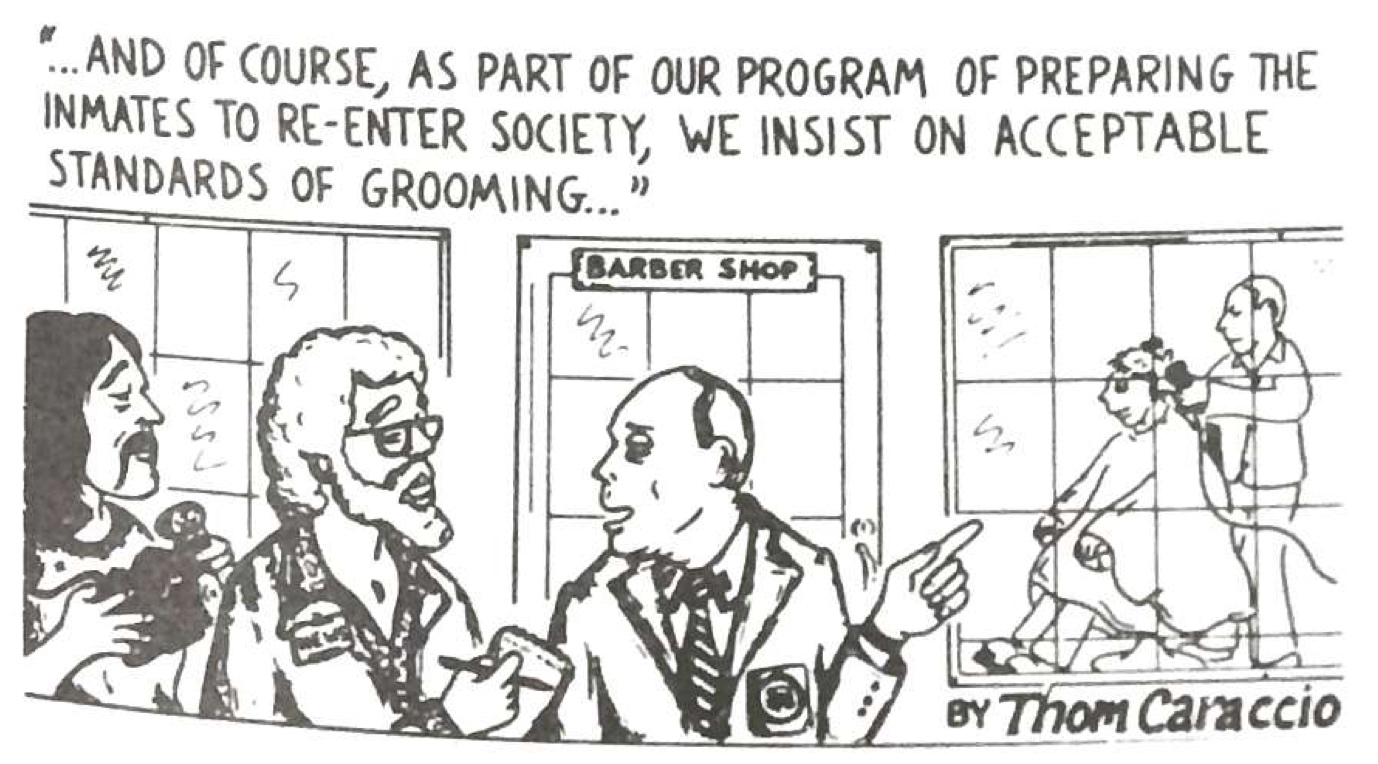 "...AND OF COURSE, AS PART OF OUR PROGRAM OF PREPARING THE
INMATES TO RE-ENTER SOCIETY, WE INSIST ON ACCEPTABLE
STANDARDS OF GROOMING..."
BARBER SHOP
BY Thom Caraccio